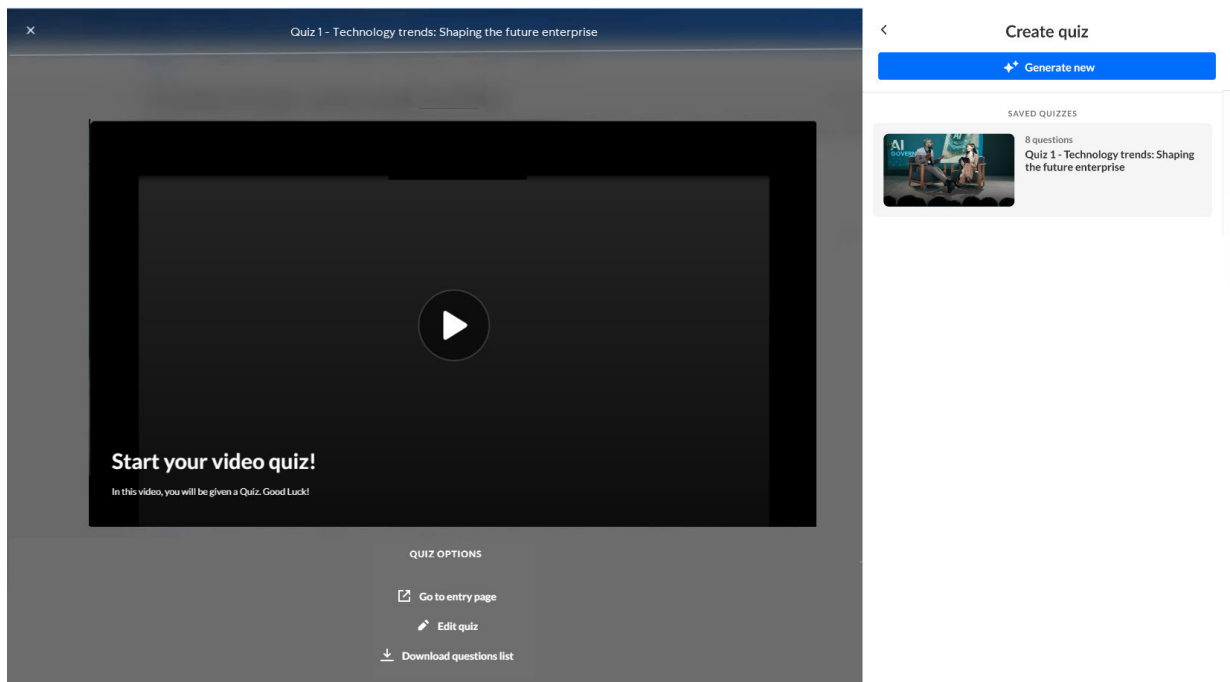 Quiz 1 - Technology trends: Shaping the future enterprise
Start your video quiz!
In this video, you will be given a Quiz. Good Luck!
QUIZ OPTIONS
Go to entry page
Edit quiz
Download questions list
Create quiz
Generate new
SAVED QUIZZES
AI
AI
8 questions
Quiz 1 - Technology trends: Shaping
the future enterprise